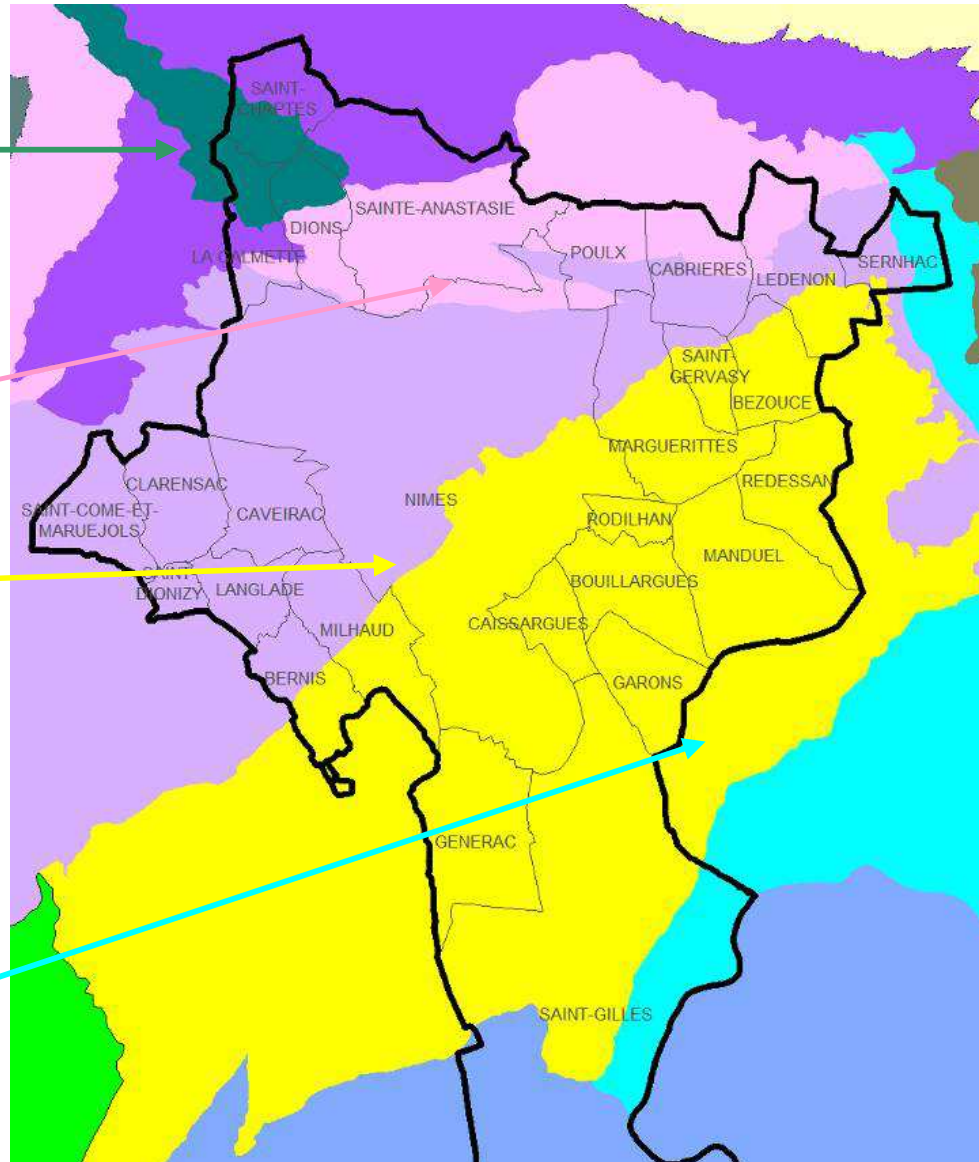 SAINT-
CHAPTES
SAINTE-ANASTASIE
DIONS
LA CALMETTE
POULX
CABRIERES
LEDENON
SERNHAC
SAINT-
GERVASY
BEZOUCE
MARGUERITTES
REDESSAN
CLARENSAC
SAINT-COME-ET-
MARUEJOLS
CAVEIRAC
NIMES
RODILHAN
MANDUEL
SAINT-
DIONIZY
LANGLADE
BOUILLARGUES
MILHAUD
CAISSARGUES
BERNIS
GARONS
GENERAC
SAINT-GILLES